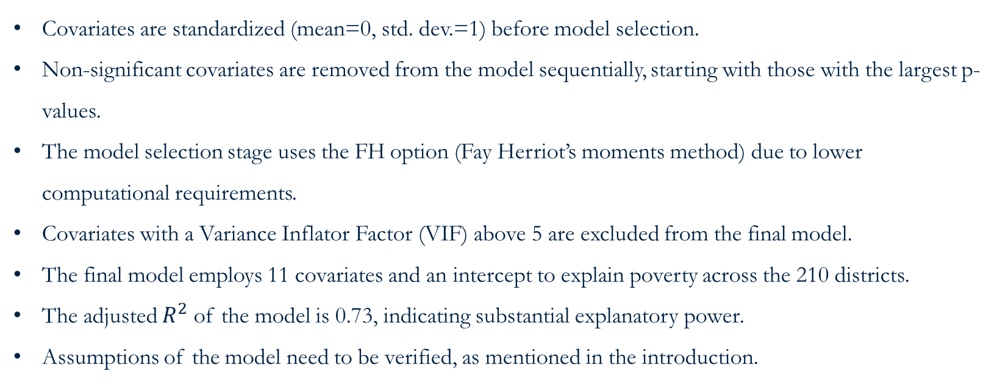 • Covariates are standardized (mean=0, std. dev.=1) before model selection.
• Non-significant covariates are removed from the model sequentially, starting with those with the largest p-
values.
• The model selection stage uses the FH option (Fay Herriot’s moments method) due to lower
computational requirements.
• Covariates with a Variance Inflator Factor (VIF) above 5 are excluded from the final model.
• The final model employs 11 covariates and an intercept to explain poverty across the 210 districts.
• The adjusted R² of the model is 0.73, indicating substantial explanatory power.
• Assumptions of the model need to be verified, as mentioned in the introduction.